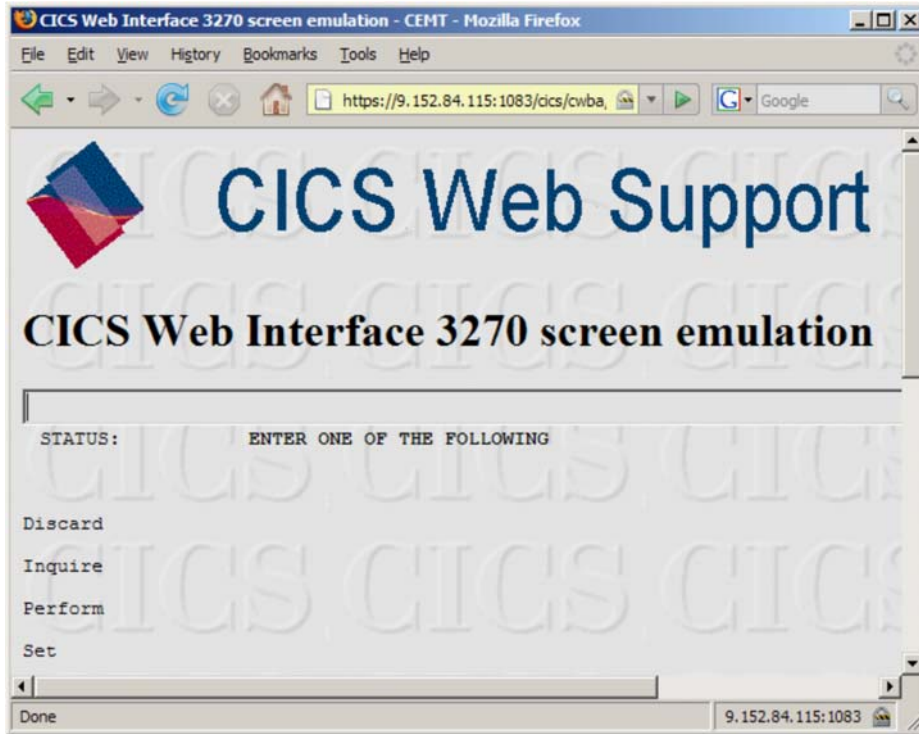 CICS Web Interface 3270 screen emulation - CEMT - Mozilla Firefox
File Edit View History Bookmarks Tools Help
https://9.152.84.115:1083/cics/cwba, G Google
CICS Web Support
CICS Web Interface 3270 screen emulation
STATUS: ENTER ONE OF THE FOLLOWING
Discard
Inquire
Perform
Set
Done 9.152.84.115:1083